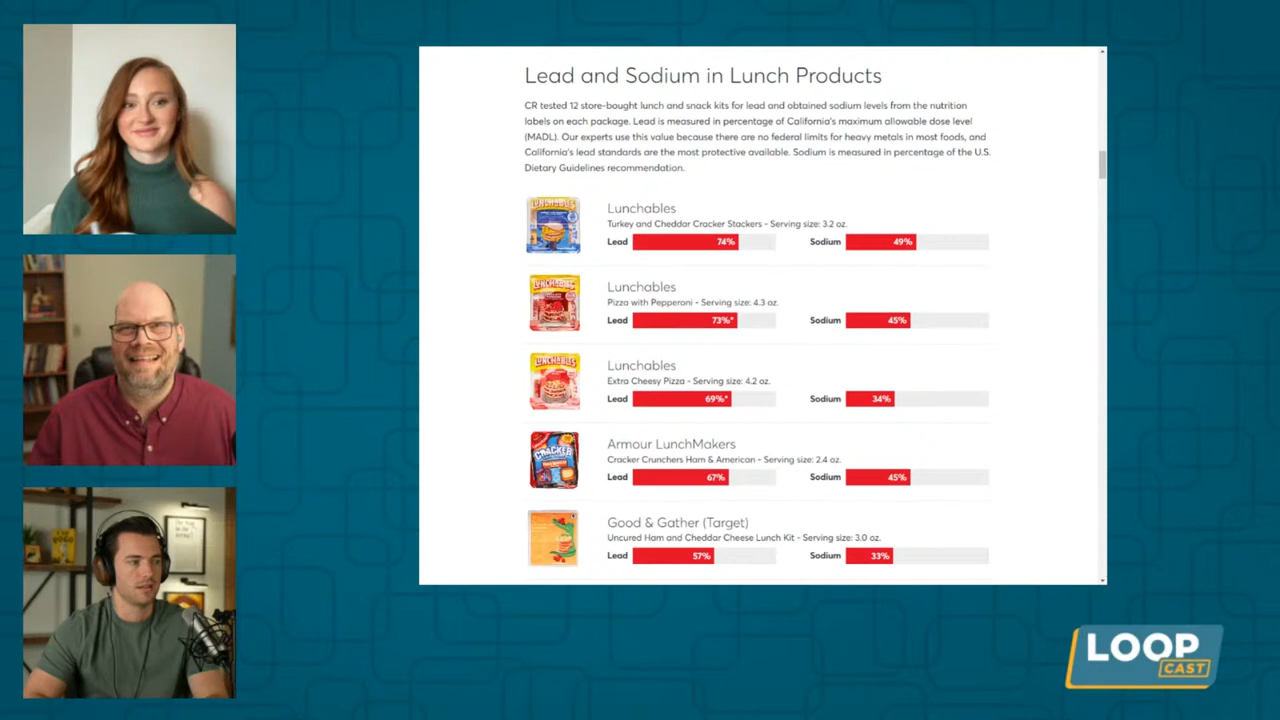 Lead and Sodium in Lunch Products
CR tested 12 store-bought lunch and snack kits for lead and obtained sodium levels from the nutrition
labels on each package. Lead is measured in percentage of California's maximum allowable dose level
(MADL). Our experts use this value because there are no federal limits for heavy metals in most foods, and
California's lead standards are the most protective available. Sodium is measured in percentage of the U.S.
Dietary Guidelines recommendation.
LUNCHABLES
Lunchables
Turkey and Cheddar Cracker Stackers - Serving size: 3.2 oz.
Lead 74% Sodium 49%
LUNCHABLES
Lunchables
Pizza with Pepperoni - Serving size: 4.3 oz.
Lead 73%* Sodium 45%
LUNCHABLES
Lunchables
Extra Cheesy Pizza - Serving size: 4.2 oz.
Lead 69%* Sodium 34%
CRACKER
Armour LunchMakers
Cracker Crunchers Ham & American - Serving size: 2.4 oz.
Lead 67% Sodium 45%
Good & Gather (Target)
Uncured Ham and Cheddar Cheese Lunch Kit - Serving size: 3.0 oz.
Lead 57% Sodium 33%
LOOP
CAST